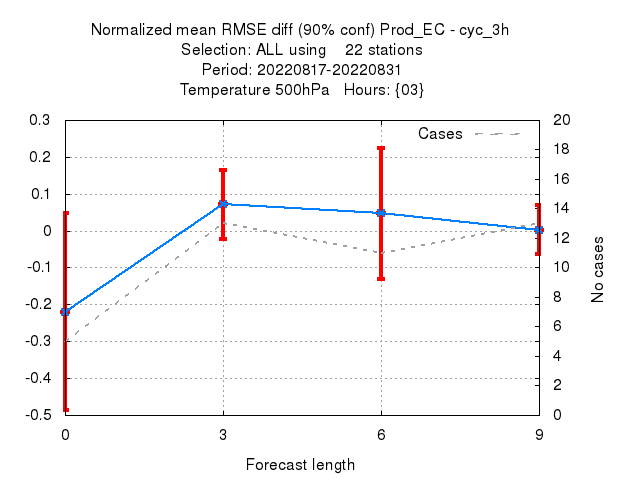 Normalized mean RMSE diff (90% conf) Prod_EC - cyc_3h
Selection: ALL using    22 stations
Period: 20220817-20220831
Temperature 500hPa   Hours: {03}
Cases
0.3
0.2
0.1
0
-0.1
-0.2
-0.3
-0.4
-0.5
20
18
16
14
12
10
8
6
4
2
0
No cases
0 3 6 9
Forecast length